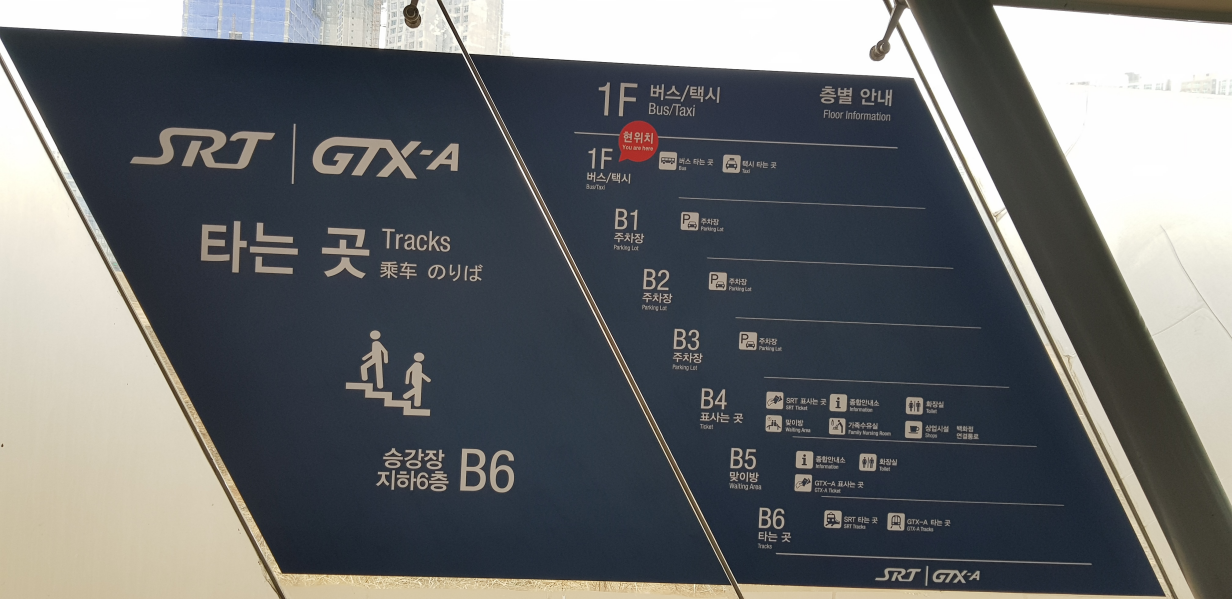 SRT | GTX-A
타는 곳 Tracks
乘车 のりば
승강장
지하6층 B6
1F 버스/택시
Bus/Taxi
층별 안내
Floor Information
현위치
You are here
1F
버스/택시
Bus/Taxi
버스 타는 곳
Bus
택시 타는 곳
Taxi
B1
주차장
Parking Lot
주차장
Parking Lot
B2
주차장
Parking Lot
주차장
Parking Lot
B3
주차장
Parking Lot
주차장
Parking Lot
B4
표사는 곳
Ticket
SRT 표사는 곳
SRT Ticket
종합안내소
Information
화장실
Toilet
맞이방
Waiting Area
가족수유실
Family Nursing Room
상업시설
Shops
백화점
연결통로
B5
맞이방
Waiting Area
종합안내소
Information
화장실
Toilet
GTX-A 표사는 곳
GTX-A Ticket
B6
타는 곳
Tracks
SRT 타는 곳
SRT Tracks
GTX-A 타는 곳
GTX-A Tracks
SRT | GTX-A